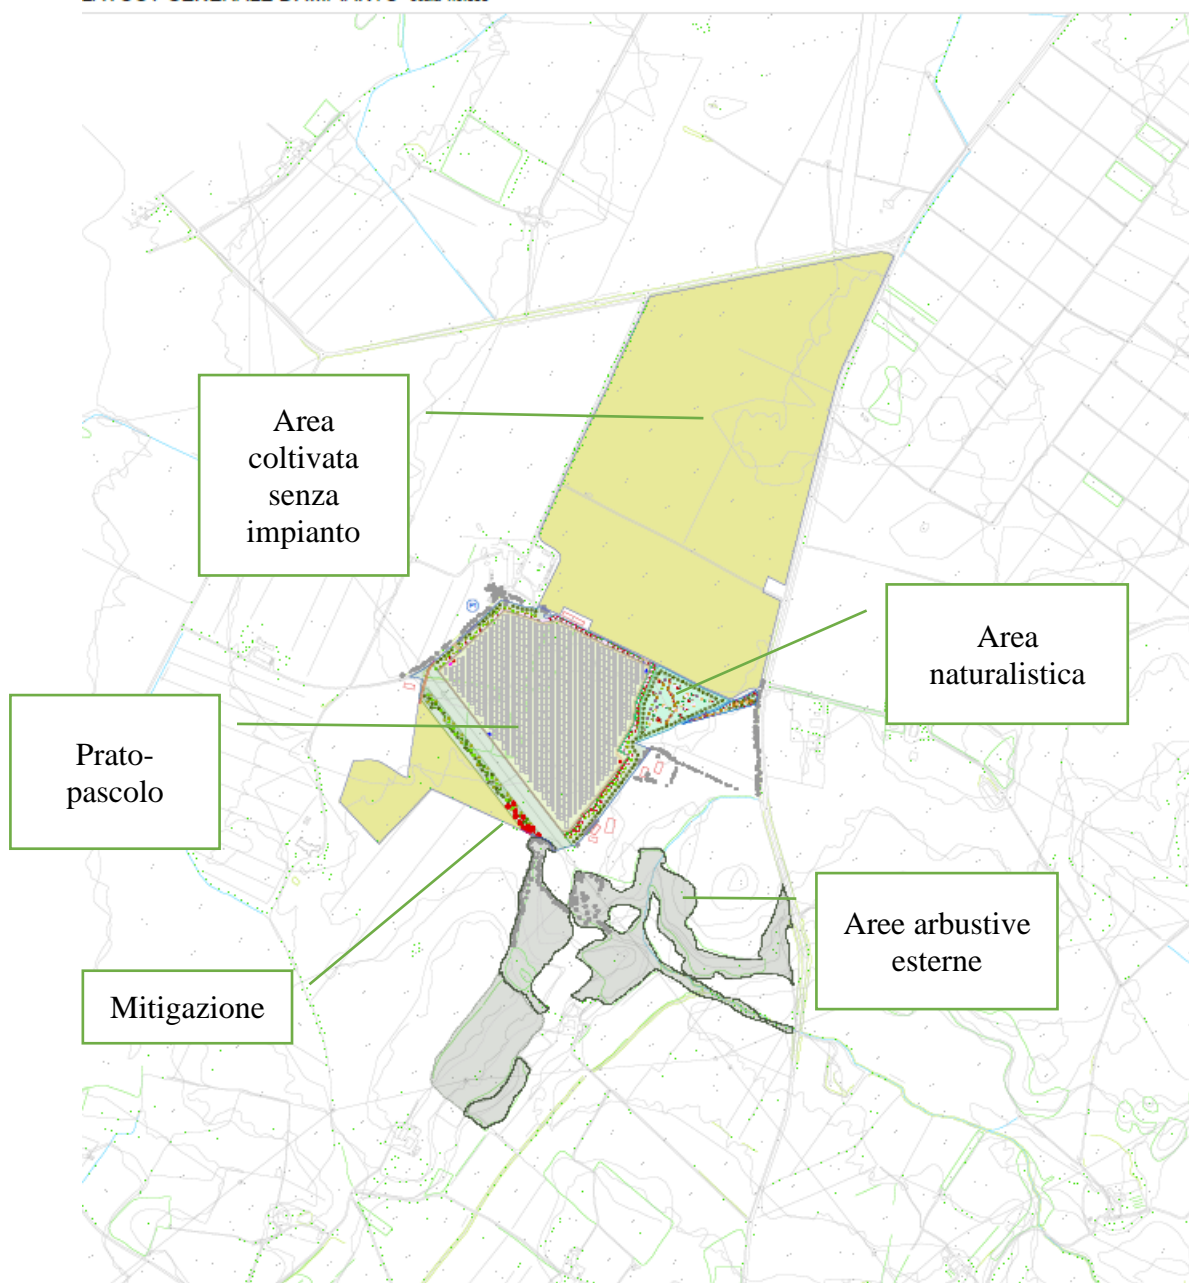 Area
coltivata
senza
impianto
Area
naturalistica
Prato-
pascolo
Aree arbustive
esterne
Mitigazione